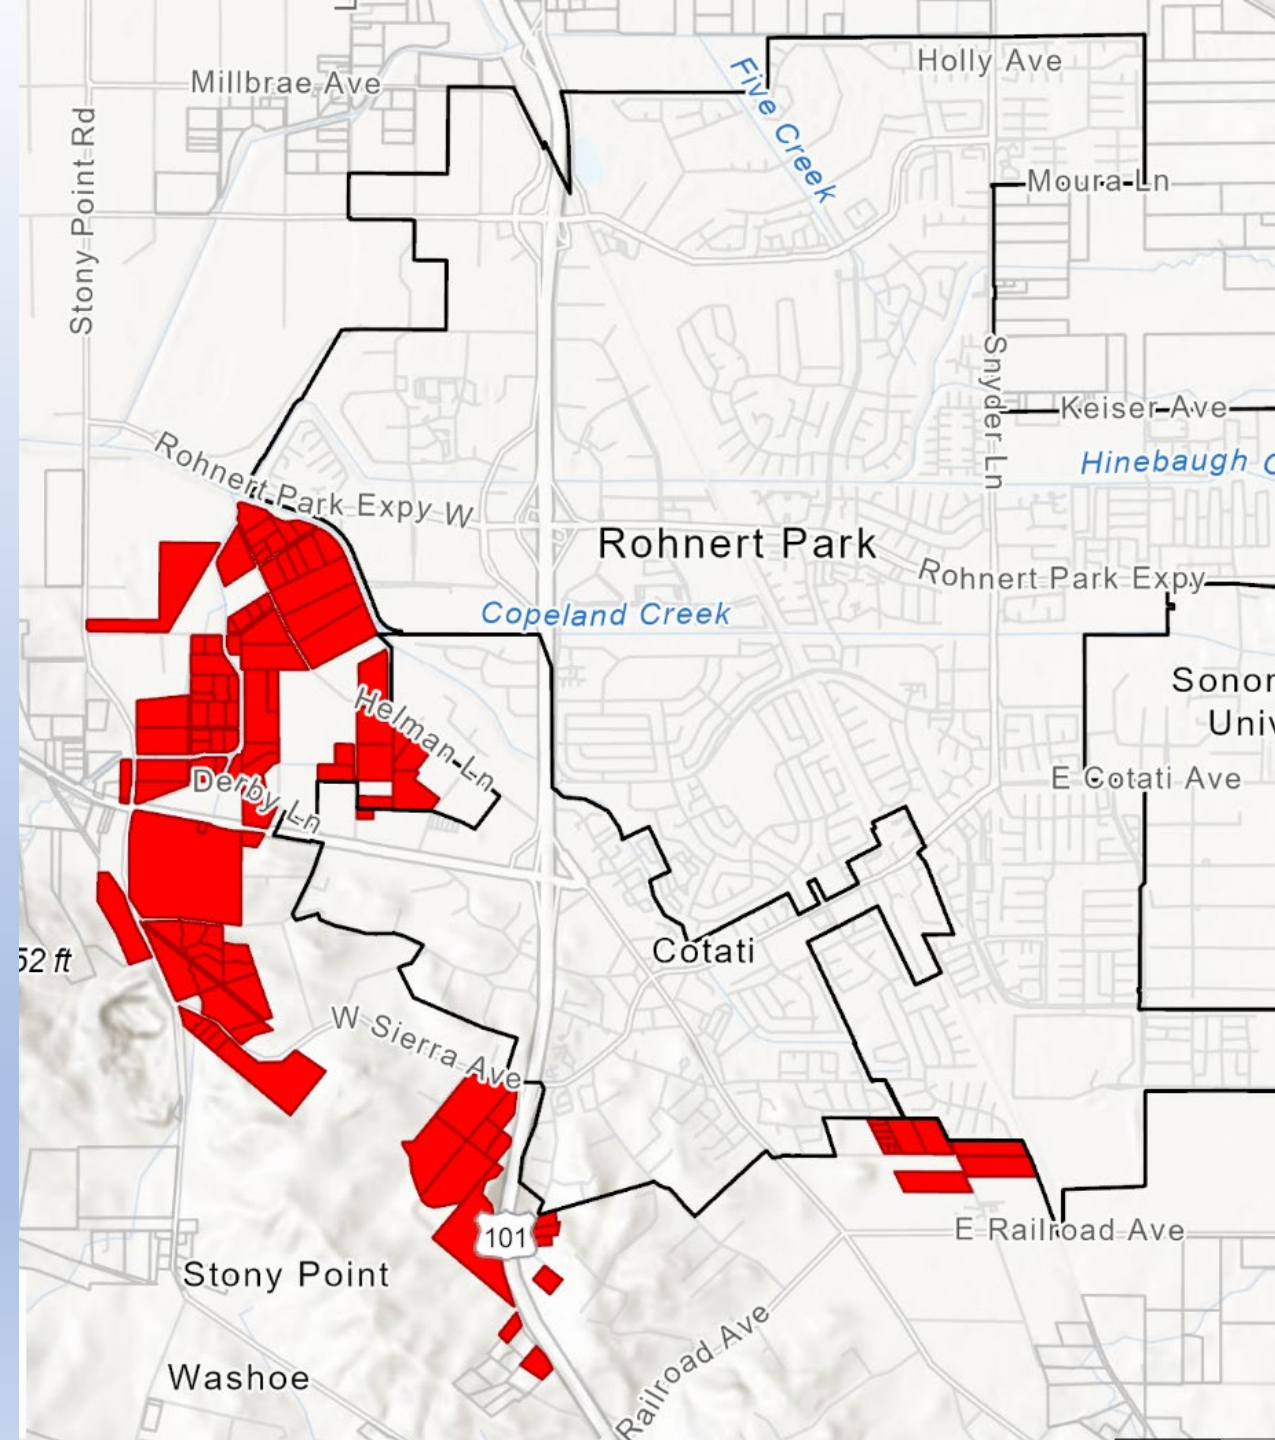 Holly Ave
Millbrae Ave
Five Creek
Stony Point Rd
Moura Ln
Snyder Ln
Keiser Ave
Hinebaugh C
Rohnert Park Expy W
Rohnert Park
Rohnert Park Expy
Copeland Creek
Sonor
Univ
Helman Ln
E Cotati Ave
Derby Ln
Cotati
52 ft
W Sierra Ave
101
E Railroad Ave
Stony Point
Railroad Ave
Washoe